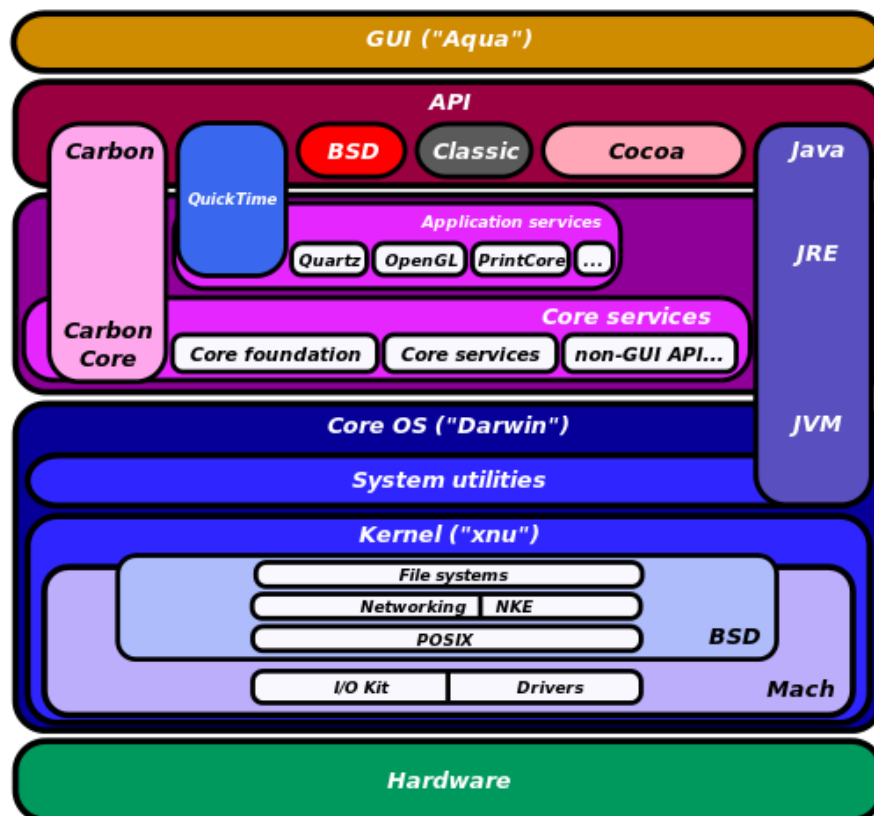 GUI ("Aqua")
API
Carbon
QuickTime
BSD
Classic
Cocoa
Java
Application services
Quartz
OpenGL
PrintCore
...
JRE
Carbon
Core
Core services
Core foundation
Core services
non-GUI API...
Core OS ("Darwin")
JVM
System utilities
Kernel ("xnu")
File systems
Networking
NKE
POSIX
BSD
I/O Kit
Drivers
Mach
Hardware